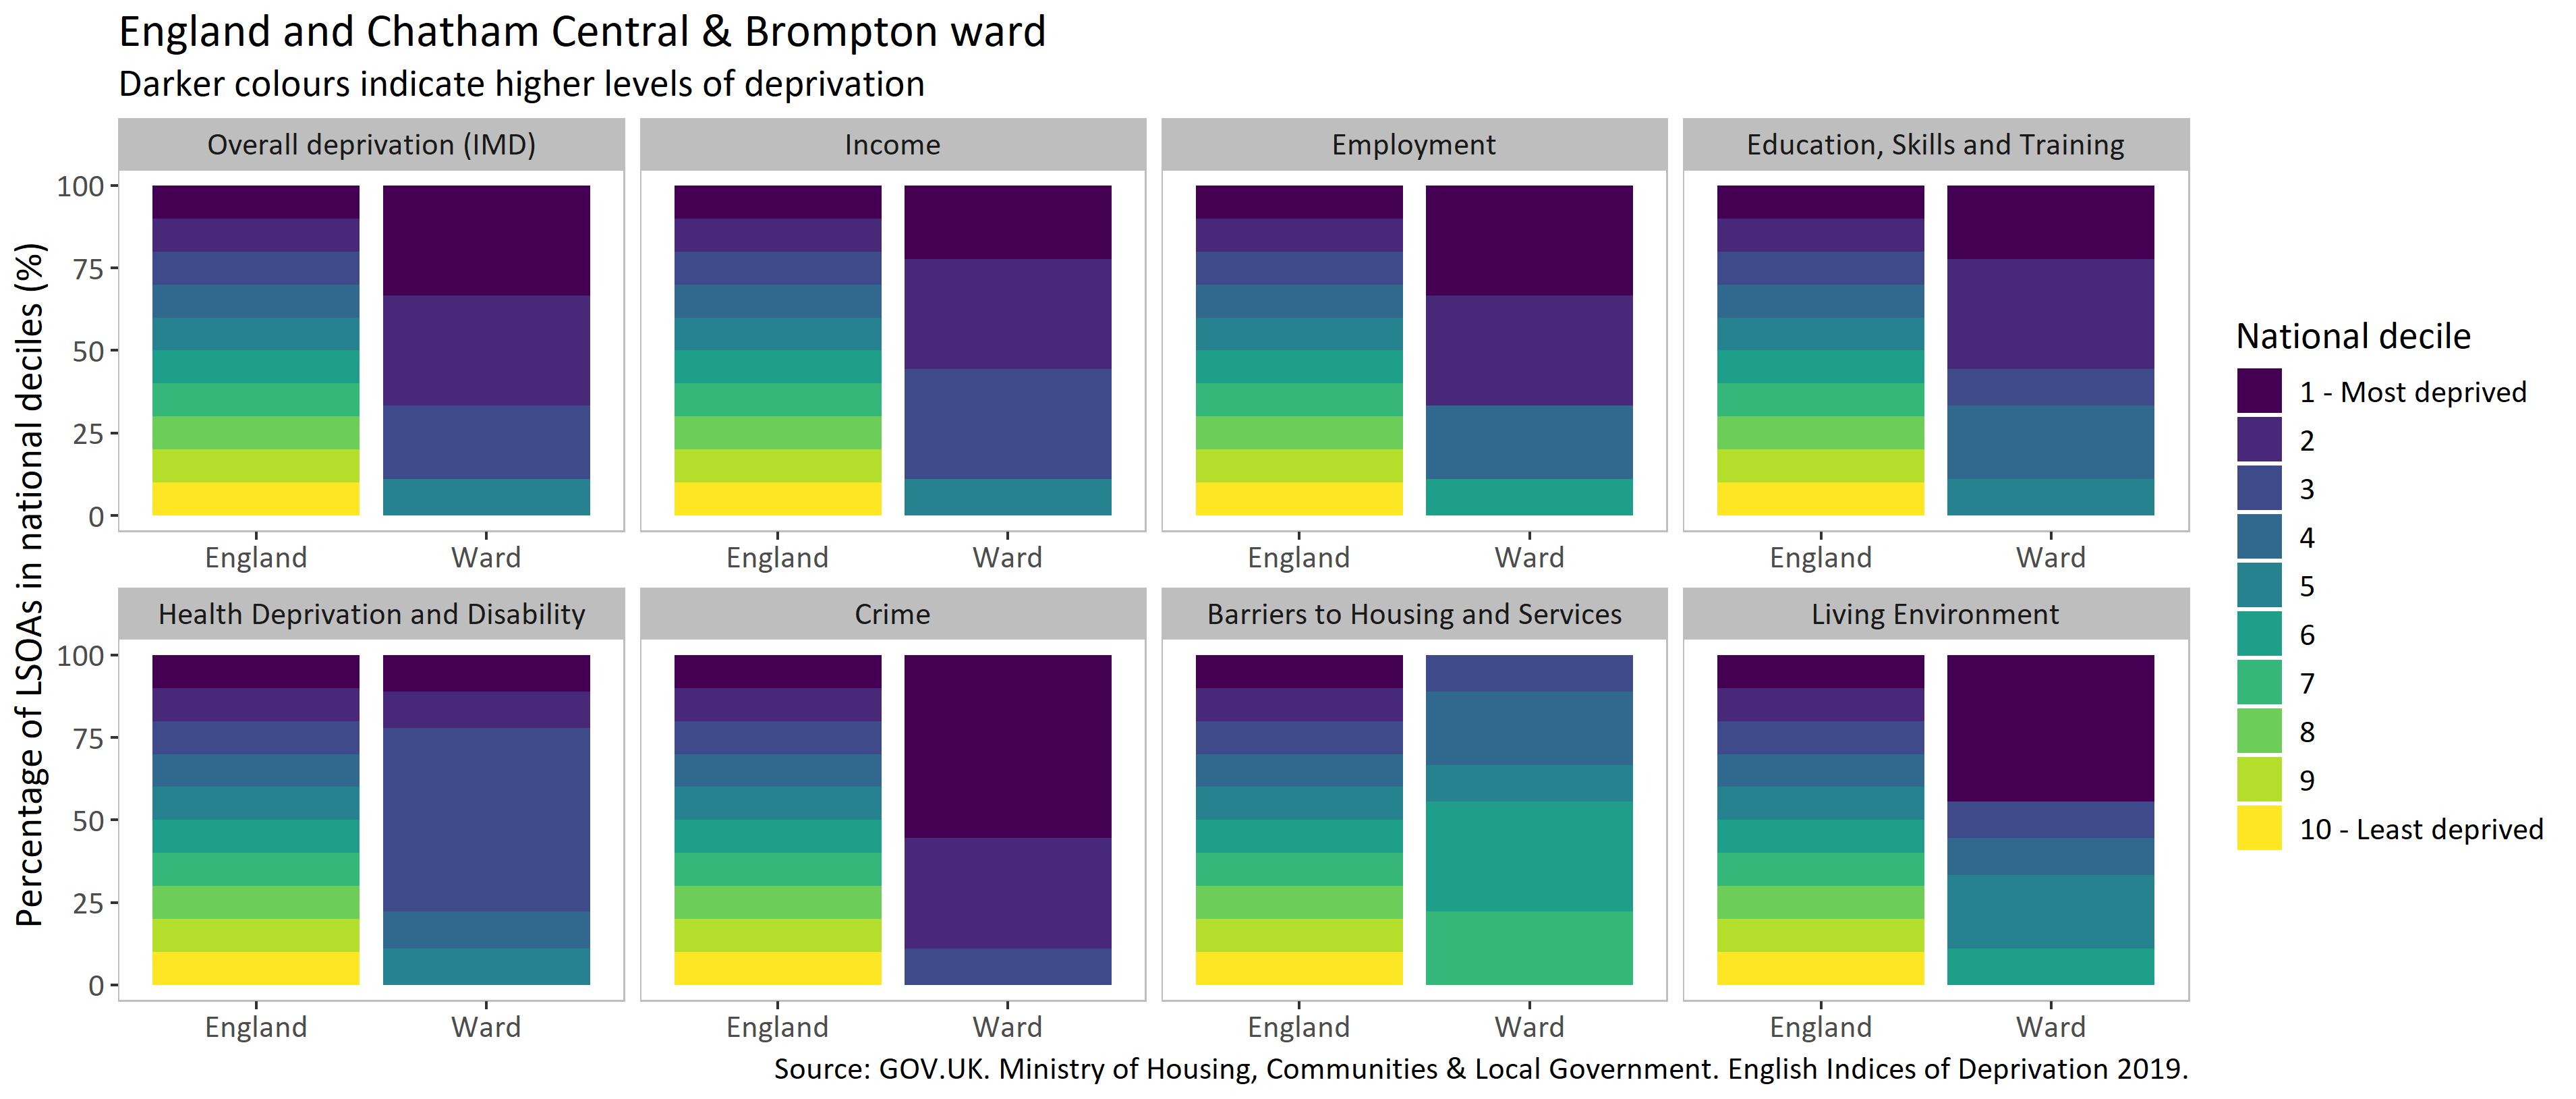 England and Chatham Central & Brompton ward
Darker colours indicate higher levels of deprivation
Percentage of LSOAs in national deciles (%)
Overall deprivation (IMD)
Income
Employment
Education, Skills and Training
100
75
50
25
0
England
Ward
England
Ward
England
Ward
England
Ward
Health Deprivation and Disability
Crime
Barriers to Housing and Services
Living Environment
100
75
50
25
0
England
Ward
England
Ward
England
Ward
England
Ward
National decile
1 - Most deprived
2
3
4
5
6
7
8
9
10 - Least deprived
Source: GOV.UK. Ministry of Housing, Communities & Local Government. English Indices of Deprivation 2019.